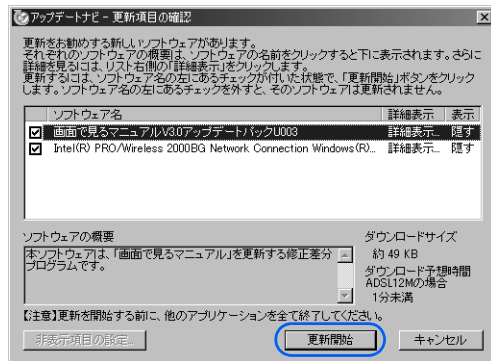 アップデートナビ - 更新項目の確認
更新をお勧めする新しいソフトウェアがあります。
それぞれのソフトウェアの概要は、ソフトウェアの名前をクリックすると下に表示されます。さらに
詳細を見るには、リスト右側の「詳細表示」をクリックします。
更新するには、ソフトウェア名の左にあるチェックが付いた状態で、「更新開始」ボタンをクリック
します。ソフトウェア名の左にあるチェックを外すと、そのソフトウェアは更新されません。
ソフトウェア名 詳細表示 表示
画面で見るマニュアルV3.0アップデートパックU003 詳細表示... 隠す
Intel(R) PRO/Wireless 2000BG Network Connection Windows(R)... 詳細表示... 隠す
ソフトウェアの概要
本ソフトウェアは、「画面で見るマニュアル」を更新する修正差分
プログラムです。
ダウンロードサイズ
約 49 KB
ダウンロード予想時間
ADSL12Mの場合
1分未満
【注意】更新を開始する前に、他のアプリケーションを全て終了してください。
非表示項目の設定... 更新開始 キャンセル